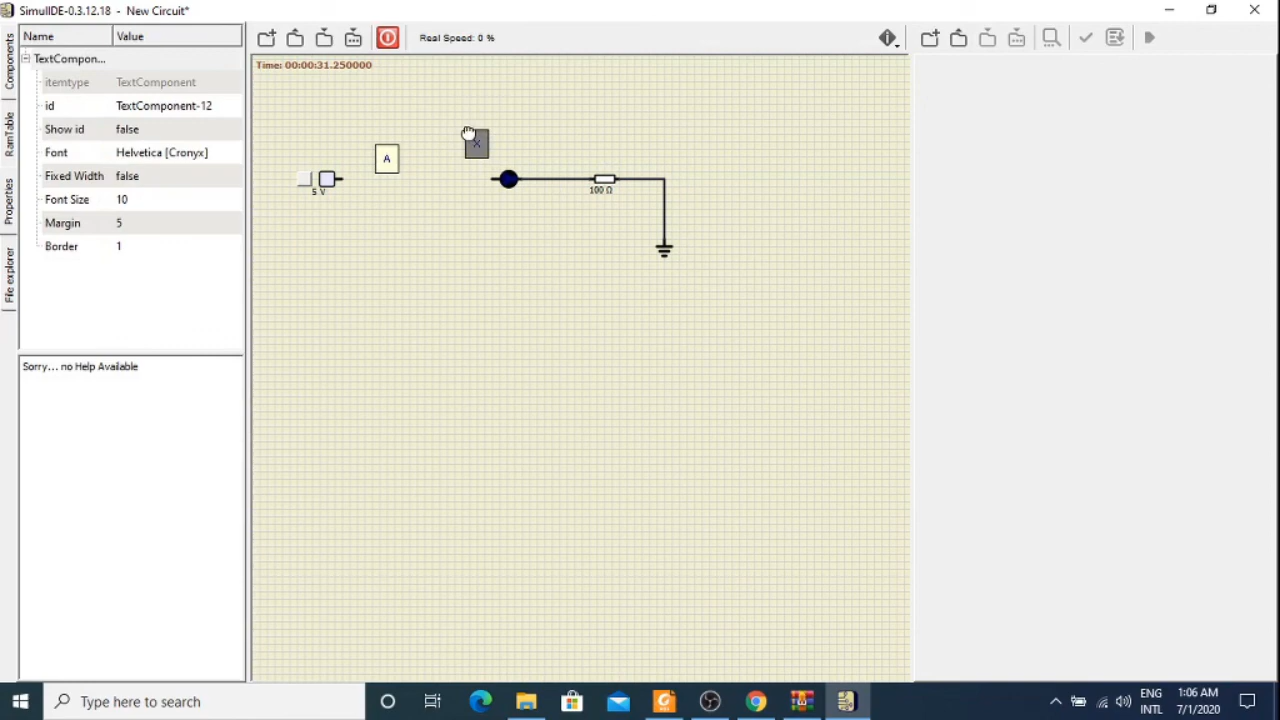 SimulIDE-0.3.12.18 - New Circuit*
Components
RamTable
Properties
File explorer
Name Value
TextCompon...
itemtype TextComponent
id TextComponent-12
Show id false
Font Helvetica [Cronyx]
Fixed Width false
Font Size 10
Margin 5
Border 1
Sorry... no Help Available
Real Speed: 0 %
Time: 00:00:31.250000
A
X
5 V
100 Ω
Type here to search
ENG
INTL
1:06 AM
7/1/2020